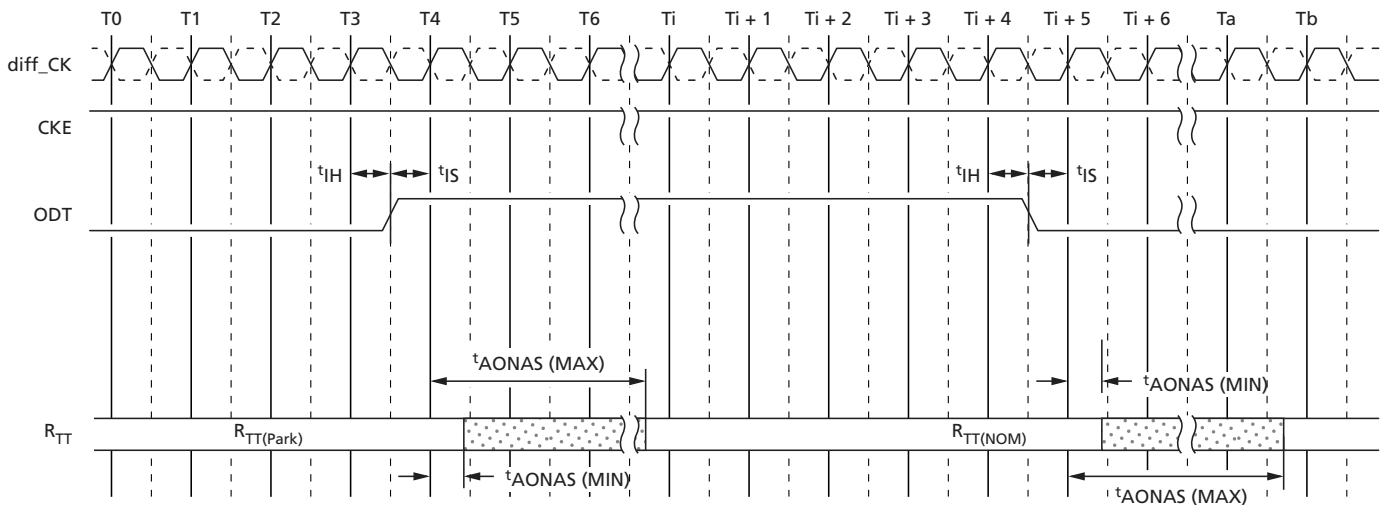 T0 T1 T2 T3 T4 T5 T6 Ti Ti + 1 Ti + 2 Ti + 3 Ti + 4 Ti + 5 Ti + 6 Ta Tb
diff_CK
CKE
tIH tIS tIH tIS
ODT
tAONAS (MAX)
tAONAS (MIN)
RTT RTT(Park) RTT(NOM)
tAONAS (MIN)
tAONAS (MAX)